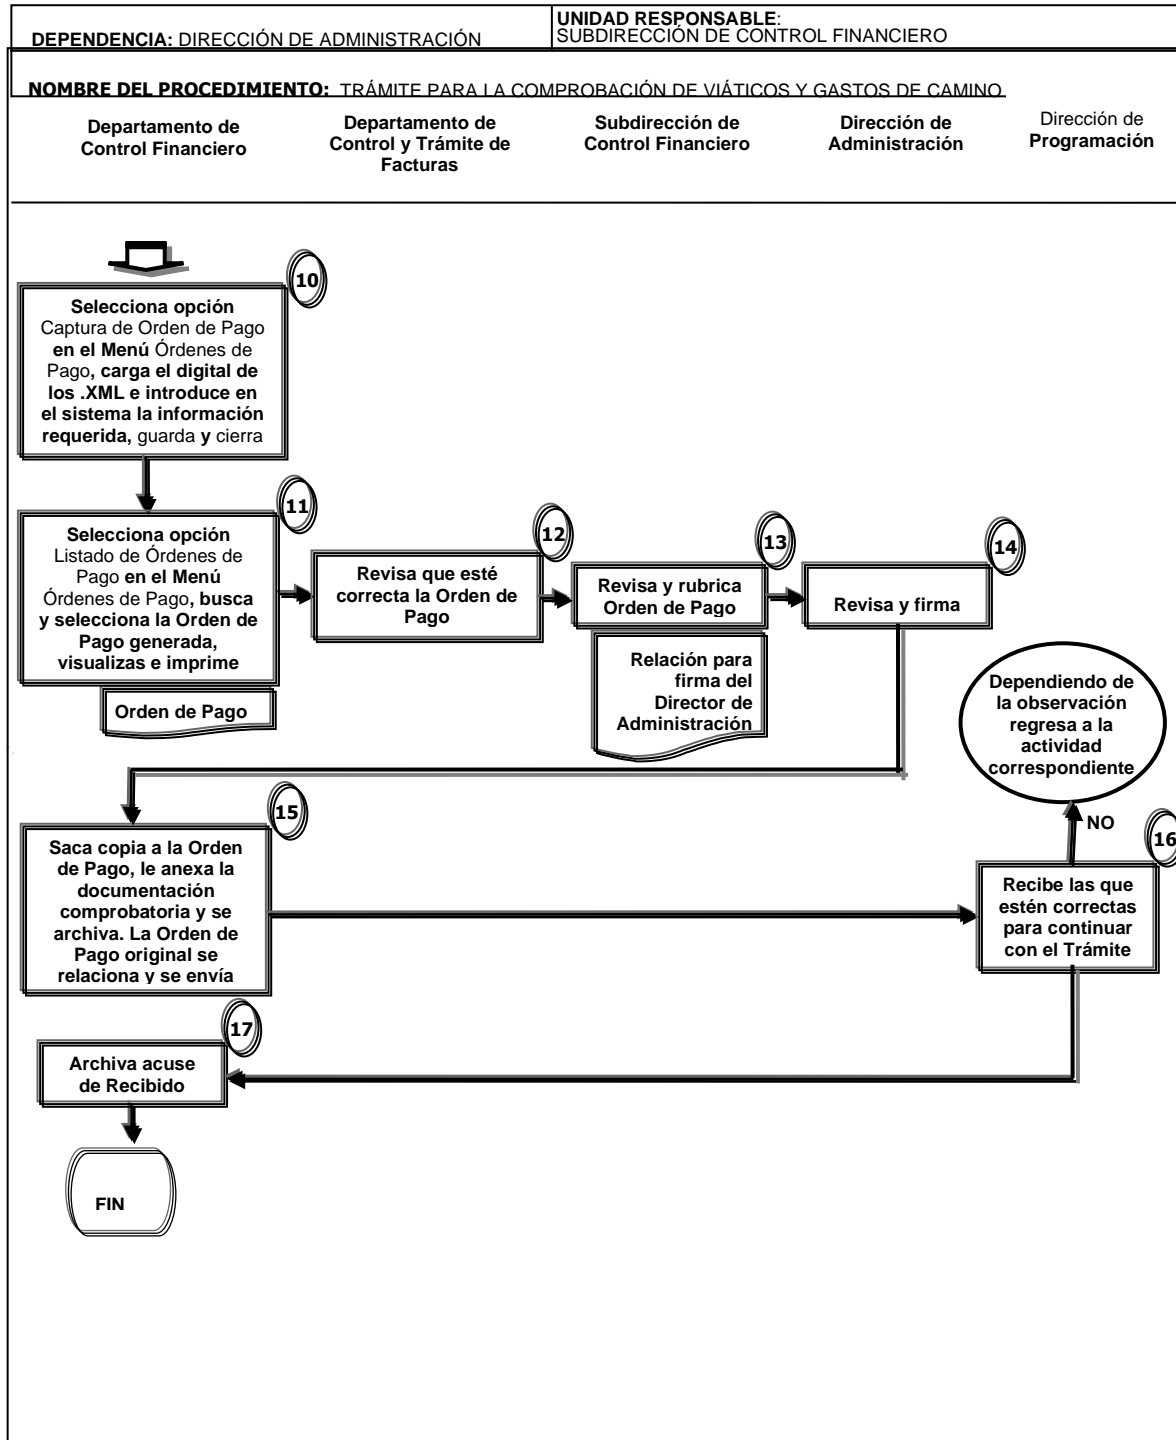 DEPENDENCIA: DIRECCIÓN DE ADMINISTRACIÓN
UNIDAD RESPONSABLE:
SUBDIRECCIÓN DE CONTROL FINANCIERO
NOMBRE DEL PROCEDIMIENTO: TRÁMITE PARA LA COMPROBACIÓN DE VIÁTICOS Y GASTOS DE CAMINO
Departamento de
Control Financiero
Departamento de
Control y Trámite de
Facturas
Subdirección de
Control Financiero
Dirección de
Administración
Dirección de
Programación
10
Selecciona opción
Captura de Orden de Pago
en el Menú Órdenes de
Pago, carga el digital de
los .XML e introduce en
el sistema la información
requerida, guarda y cierra
11
Selecciona opción
Listado de Órdenes de
Pago en el Menú
Órdenes de Pago, busca
y selecciona la Orden de
Pago generada,
visualizas e imprime
Orden de Pago
12
Revisa que esté
correcta la Orden de
Pago
13
Revisa y rubrica
Orden de Pago
Relación para
firma del
Director de
Administración
14
Revisa y firma
Dependiendo de
la observación
regresa a la
actividad
correspondiente
NO
15
Saca copia a la Orden
de Pago, le anexa la
documentación
comprobatoria y se
archiva. La Orden de
Pago original se
relaciona y se envía
16
Recibe las que
estén correctas
para continuar
con el Trámite
17
Archiva acuse
de Recibido
FIN